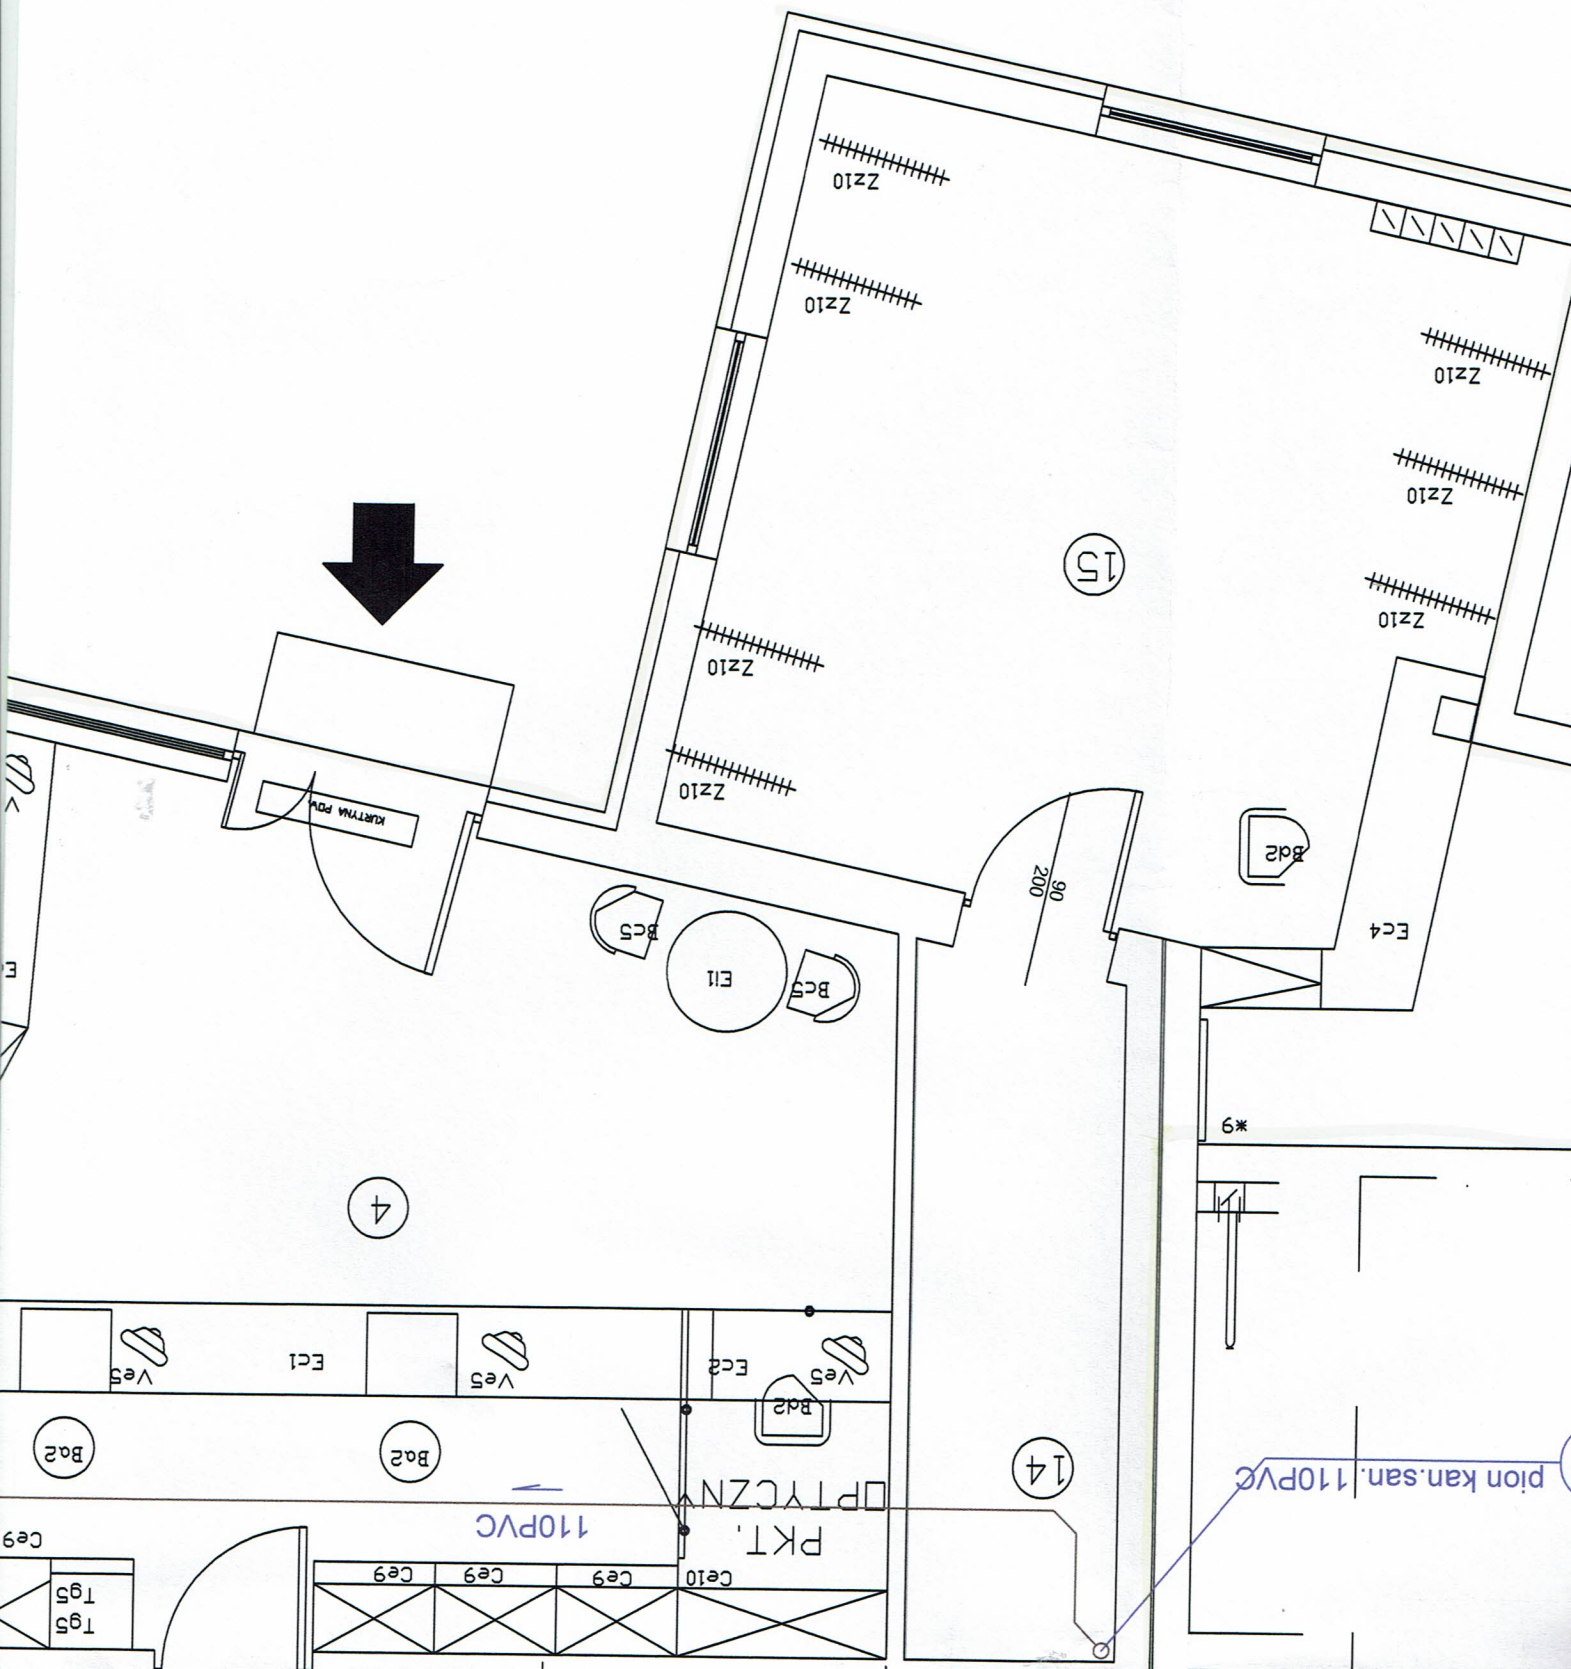 Zz10
Zz10
Zz10
Zz10
Zz10
15
Zz10
Zz10
KURTYNA POW.
Bd2
90
200
Ec4
Bc5
Ei1
Bc5
*9
4
Ve5
Ec1
Ve5
Ec2
Ve5
Bd2
Ba2
Ba2
14
pion kan.san. 110PVC
PKT.
OPTYCZNY
110PVC
Ce9
Ce9
Ce9
Ce9
Ce10
Tg5
Tg5